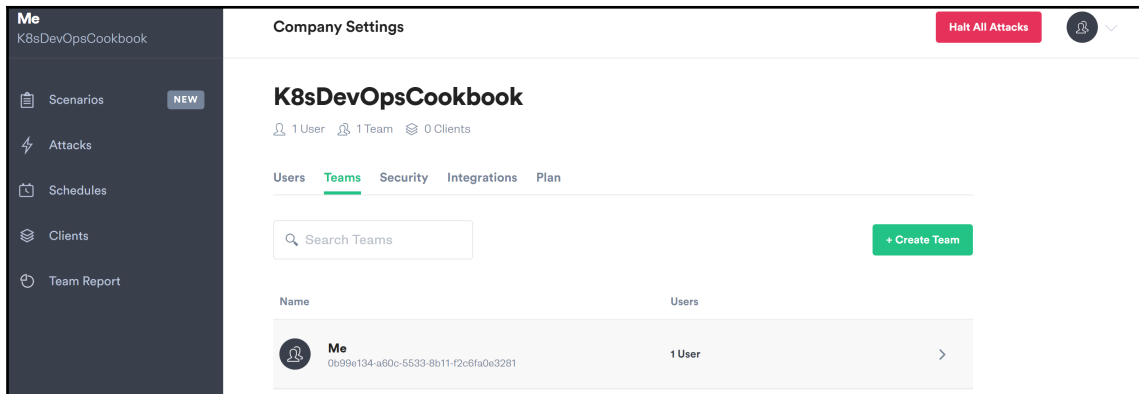 Me
K8sDevOpsCookbook
Scenarios NEW
Attacks
Schedules
Clients
Team Report
Company Settings
Halt All Attacks
K8sDevOpsCookbook
1 User 1 Team 0 Clients
Users Teams Security Integrations Plan
Search Teams
+ Create Team
Name Users
Me
0b99e134-a60c-5533-8b11-f2c6fa0e3281
1 User